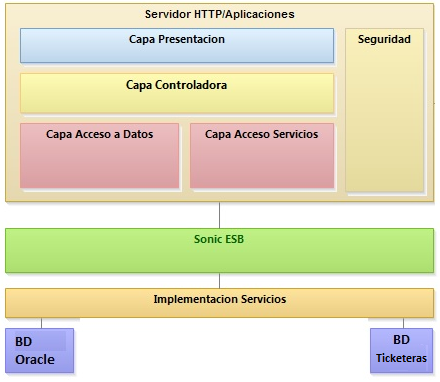 Servidor HTTP/Aplicaciones
Capa Presentacion
Seguridad
Capa Controladora
Capa Acceso a Datos
Capa Acceso Servicios
Sonic ESB
Implementacion Servicios
BD
Oracle
BD
Ticketeras